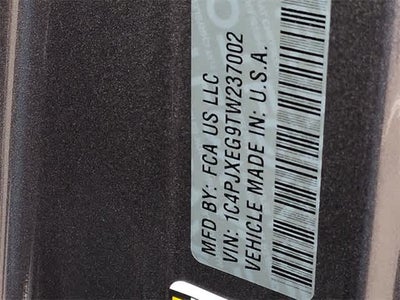 MFD BY: FCA US LLC
VIN: 1C4PJXEG9TW237002
VEHICLE MADE IN: U.S.A.